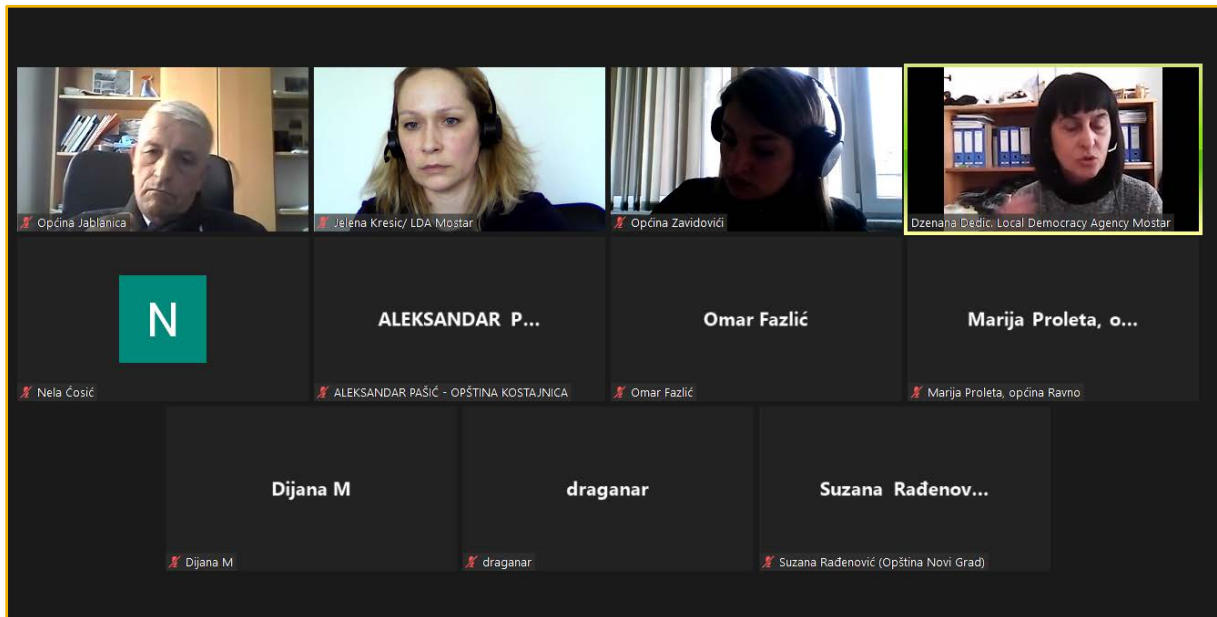 Općina Jablanica
Jelena Kresic/ LDA Mostar
Općina Zavidovići
Dzenana Dedic. Local Democracy Agency Mostar
N
Nela Ćosić
ALEKSANDAR P...
ALEKSANDAR PAŠIĆ - OPŠTINA KOSTAJNICA
Omar Fazlić
Omar Fazlić
Marija Proleta, o...
Marija Proleta, općina Ravno
Dijana M
Dijana M
draganar
draganar
Suzana Rađenov...
Suzana Rađenović (Opština Novi Grad)